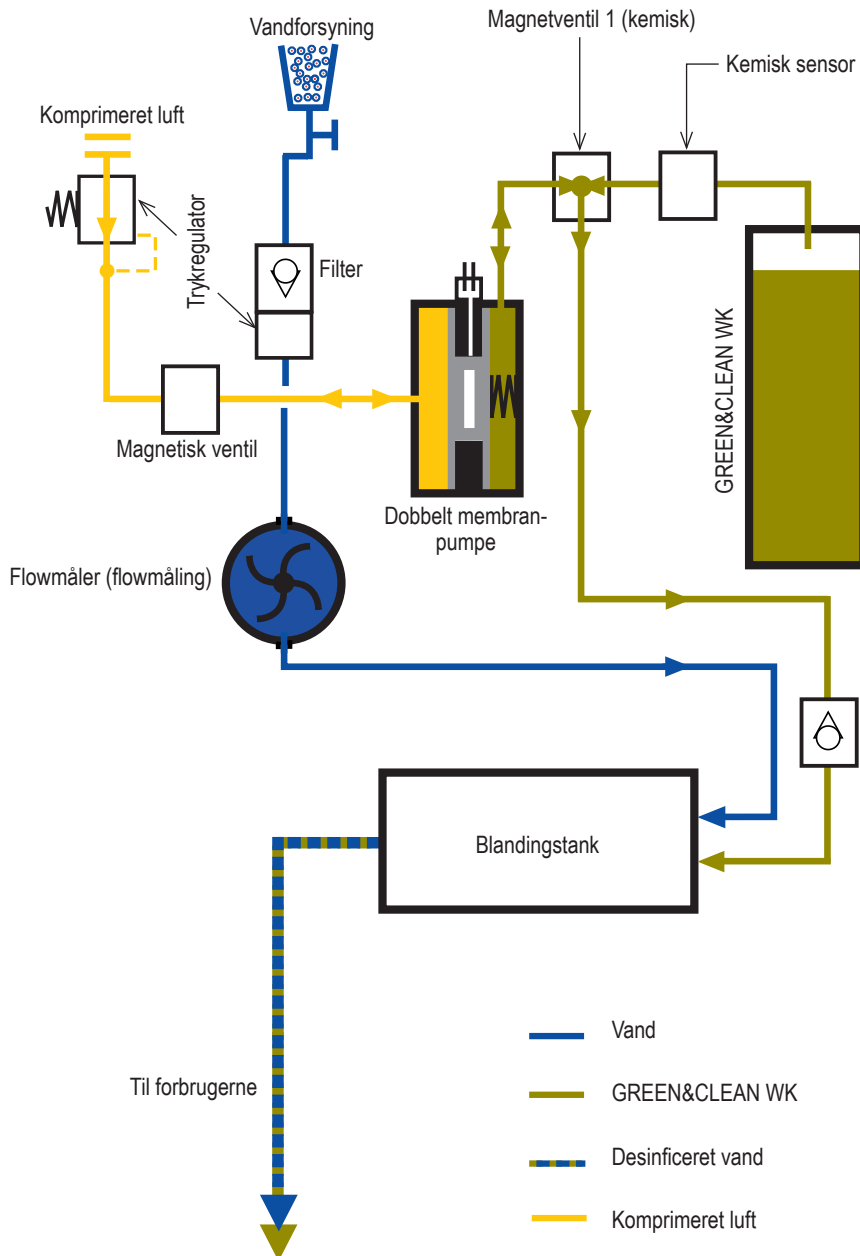 Vandforsyning
Magnetventil 1 (kemisk)
Kemisk sensor
Komprimeret luft
Trykregulator
Filter
GREEN&CLEAN WK
Magnetisk ventil
Dobbelt membran-
pumpe
Flowmåler (flowmåling)
Blandingstank
Til forbrugerne
Vand
GREEN&CLEAN WK
Desinficeret vand
Komprimeret luft